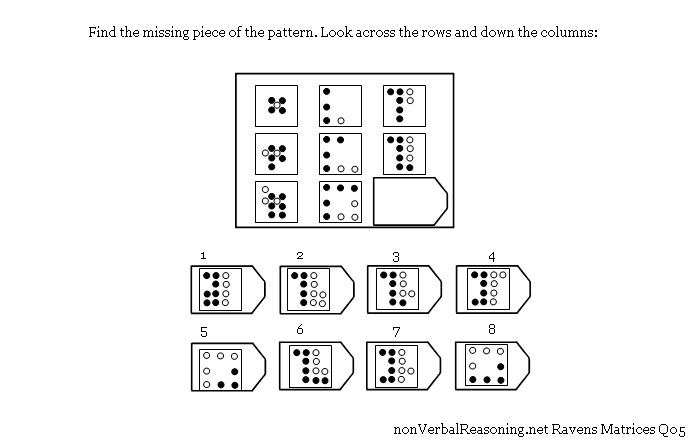 Find the missing piece of the pattern. Look across the rows and down the columns:
1 2 3 4
5 6 7 8
nonVerbalReasoning.net Ravens Matrices Q05